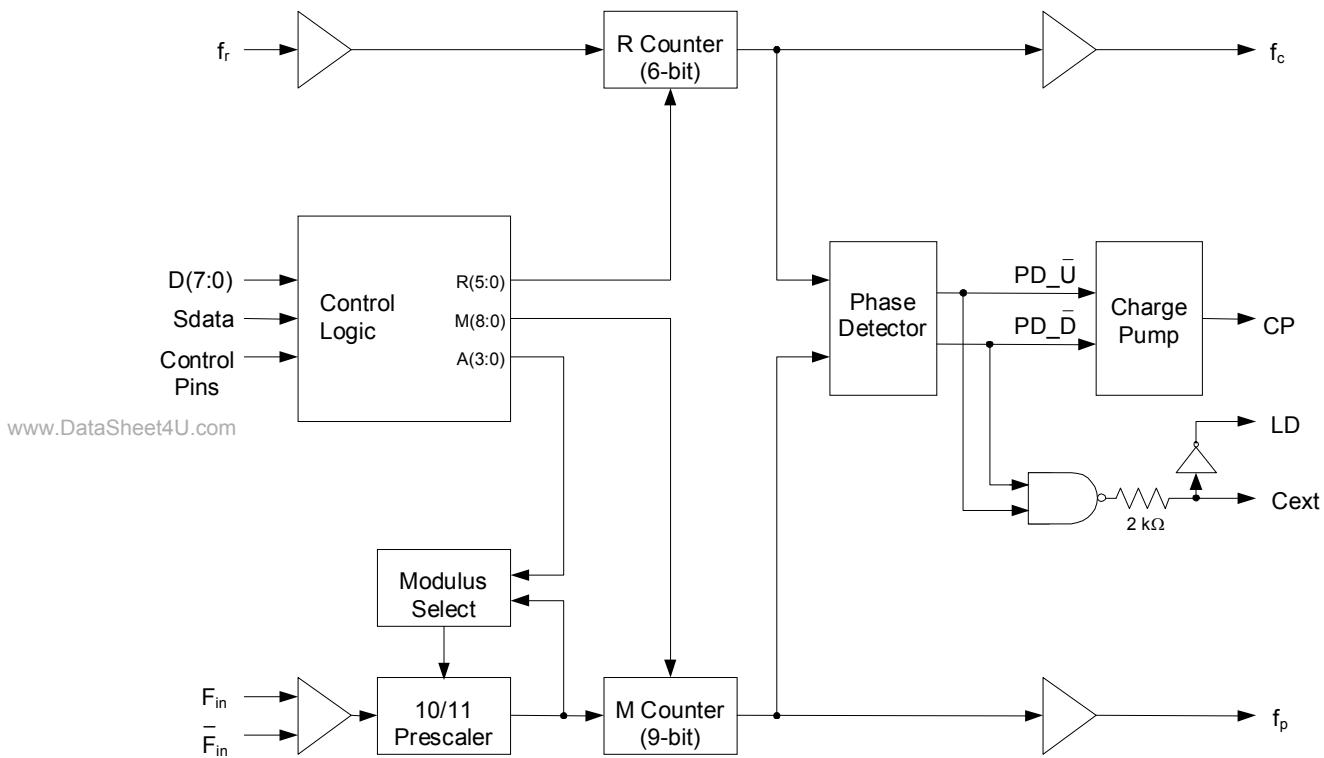 fr
R Counter
(6-bit)
fc
D(7:0)
Sdata
Control
Pins
Control
Logic
R(5:0)
M(8:0)
A(3:0)
Phase
Detector
PD_Ū
PD_D̄
Charge
Pump
CP
www.DataSheet4U.com
LD
Cext
2 kΩ
Modulus
Select
Fin
F̄in
10/11
Prescaler
M Counter
(9-bit)
fp